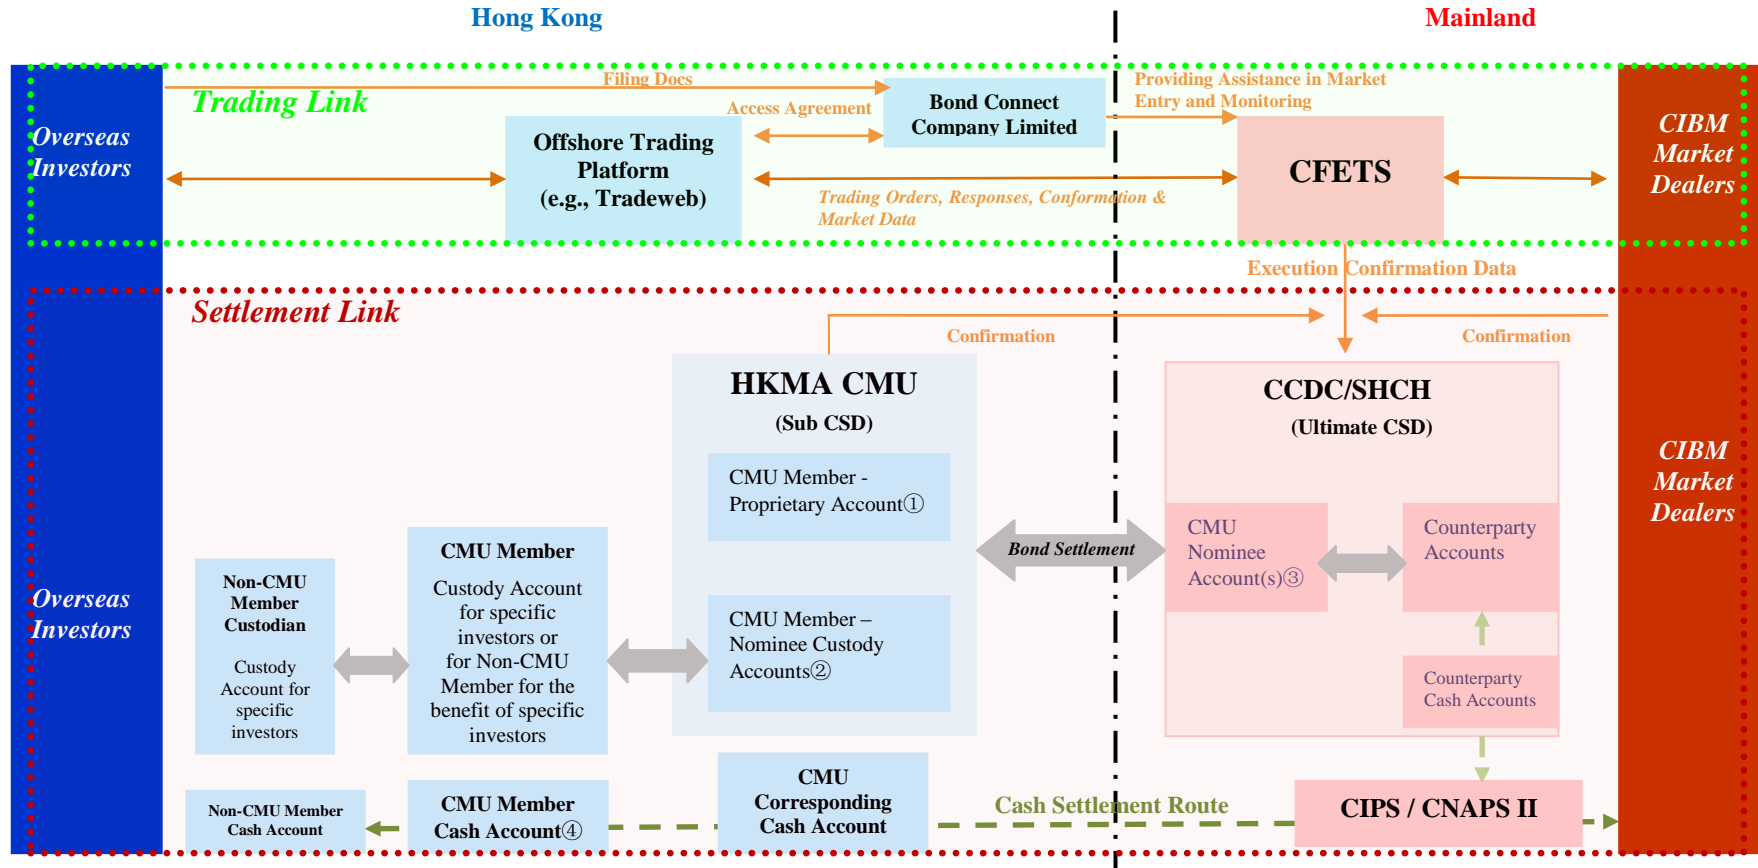 Hong Kong
Mainland
Filing Docs
Trading Link
Access Agreement
Bond Connect
Company Limited
Providing Assistance in Market
Entry and Monitoring
Overseas
Investors
Offshore Trading
Platform
(e.g., Tradeweb)
CFETS
CIBM
Market
Dealers
Trading Orders, Responses, Conformation &
Market Data
Execution Confirmation Data
Settlement Link
Confirmation
Confirmation
HKMA CMU
(Sub CSD)
CCDC/SHCH
(Ultimate CSD)
CMU Member -
Proprietary Account①
CIBM
Market
Dealers
Bond Settlement
CMU
Nominee
Account(s)③
Counterparty
Accounts
Overseas
Investors
Non-CMU
Member
Custodian
Custody
Account for
specific
investors
CMU Member
Custody Account
for specific
investors or
for Non-CMU
Member for the
benefit of specific
investors
CMU Member –
Nominee Custody
Accounts②
Counterparty
Cash Accounts
Non-CMU Member
Cash Account
CMU Member
Cash Account④
CMU
Corresponding
Cash Account
Cash Settlement Route
CIPS / CNAPS II